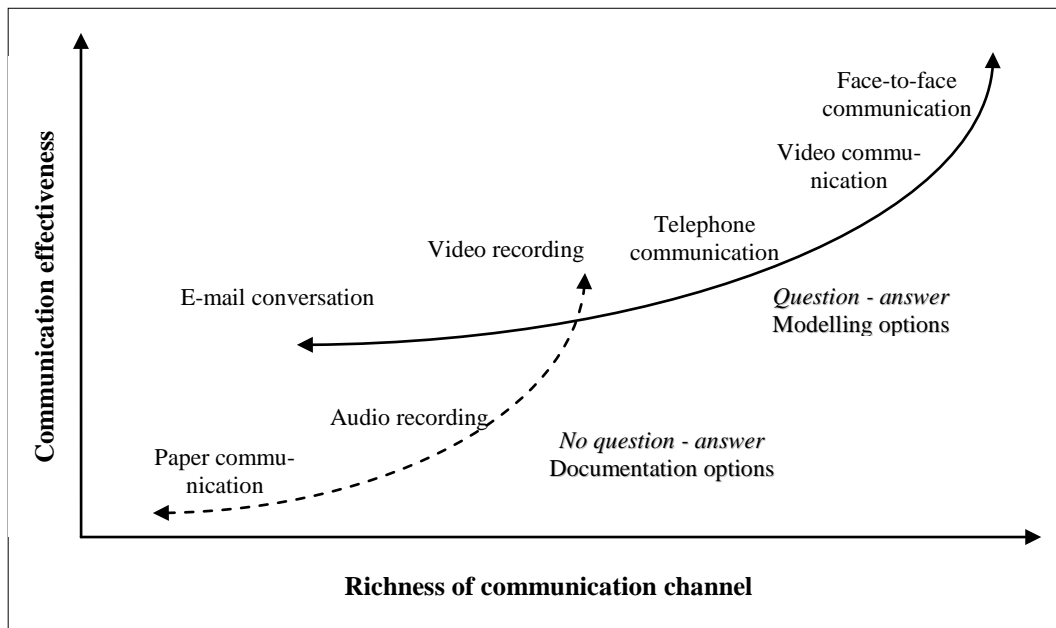 Communication effectiveness
Face-to-face
communication
Video commu-
nication
Telephone
communication
Video recording
E-mail conversation
Question - answer
Modelling options
Audio recording
No question - answer
Documentation options
Paper commu-
nication
Richness of communication channel